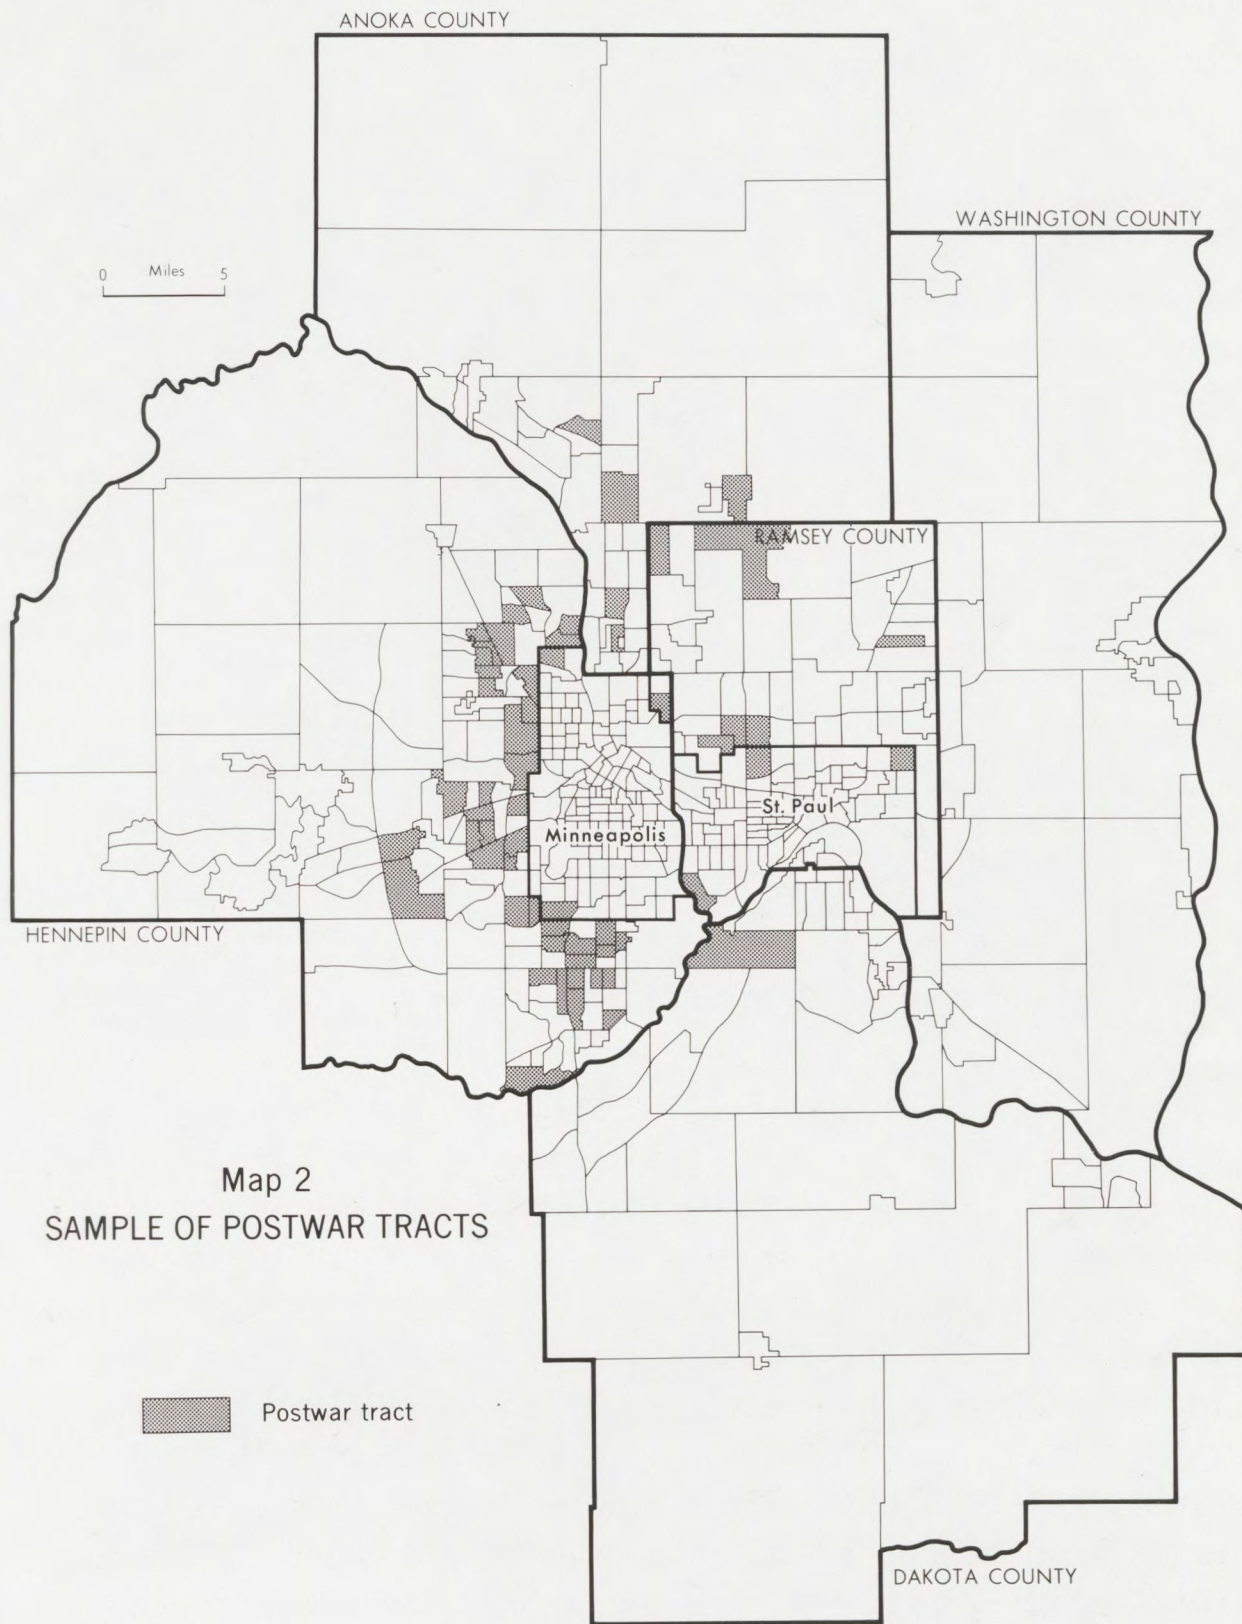 ANOKA COUNTY
WASHINGTON COUNTY
0 Miles 5
RAMSEY COUNTY
St. Paul
Minneapolis
HENNEPIN COUNTY
Map 2
SAMPLE OF POSTWAR TRACTS
Postwar tract
DAKOTA COUNTY